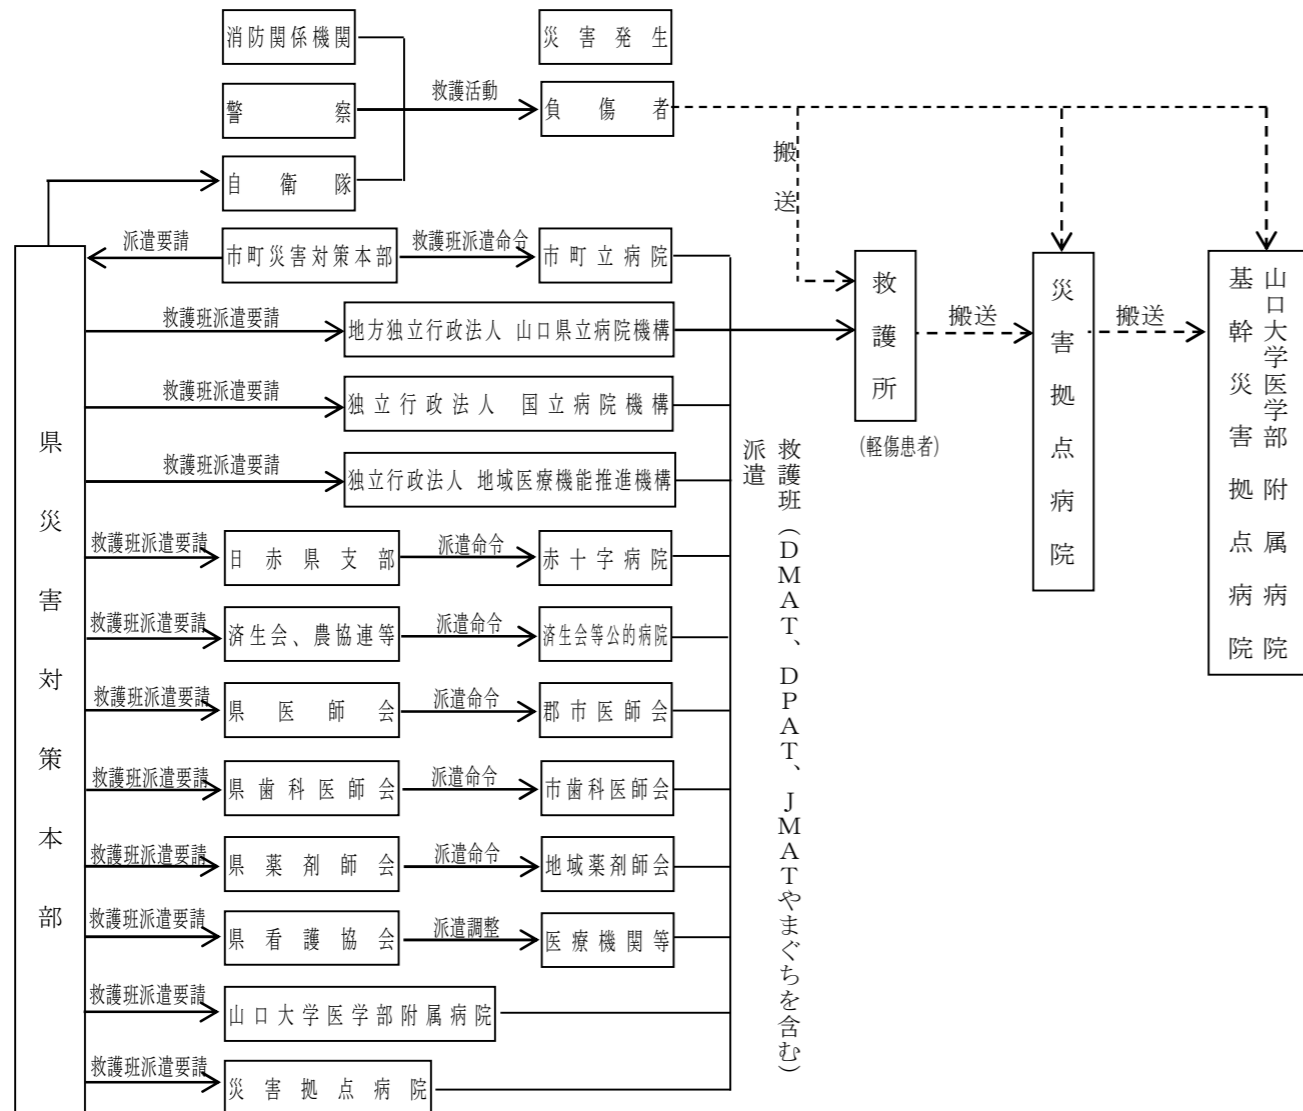 消防関係機関
災害発生
警察
救護活動
負傷者
自衛隊
搬送
派遣要請
市町災害対策本部
救護班派遣命令
市町立病院
救護班派遣要請
地方独立行政法人 山口県立病院機構
救護班派遣要請
独立行政法人 国立病院機構
救護班派遣要請
独立行政法人 地域医療機能推進機構
県災害対策本部
救護班派遣要請
日赤県支部
派遣命令
赤十字病院
救護班派遣要請
済生会、農協連等
派遣命令
済生会等公的病院
救護班派遣要請
県医師会
派遣命令
郡市医師会
救護班派遣要請
県歯科医師会
派遣命令
市歯科医師会
救護班派遣要請
県薬剤師会
派遣命令
地域薬剤師会
救護班派遣要請
県看護協会
派遣調整
医療機関等
救護班派遣要請
山口大学医学部附属病院
救護班派遣要請
災害拠点病院
救護班(DMAT、DPAT、JMATやまぐちを含む)
派遣
救護所
(軽傷患者)
搬送
災害拠点病院
搬送
山口大学医学部附属病院
基幹災害拠点病院